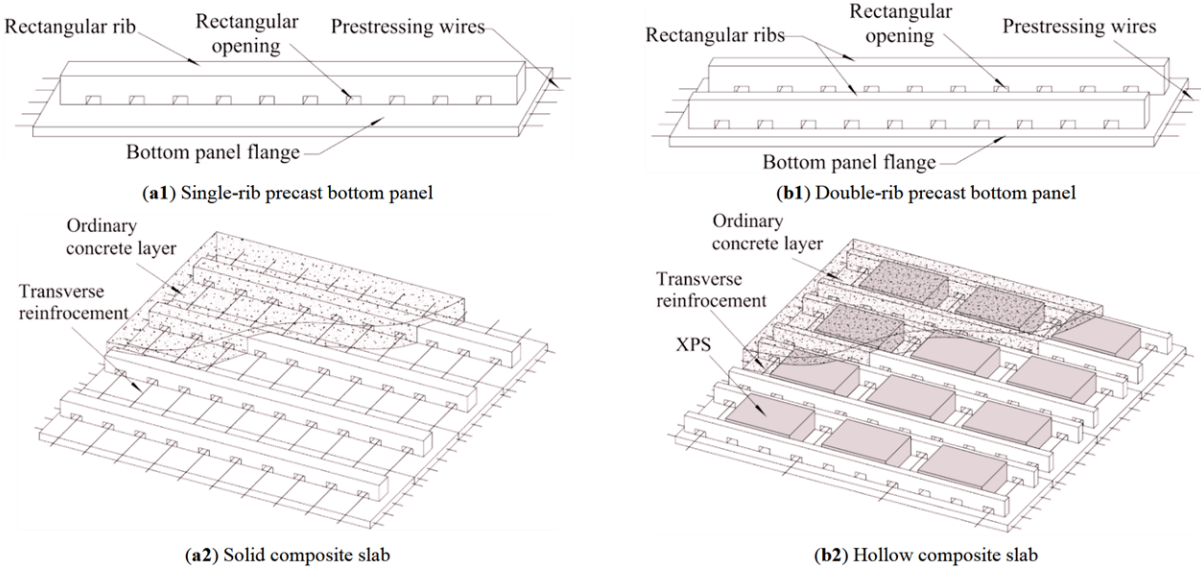 Rectangular rib
Rectangular
opening
Prestressing wires
Bottom panel flange
(a1) Single-rib precast bottom panel
Rectangular ribs
Rectangular
opening
Prestressing wires
Bottom panel flange
(b1) Double-rib precast bottom panel
Ordinary
concrete layer
Transverse
reinfrocement
(a2) Solid composite slab
Ordinary
concrete layer
Transverse
reinfrocement
XPS
(b2) Hollow composite slab